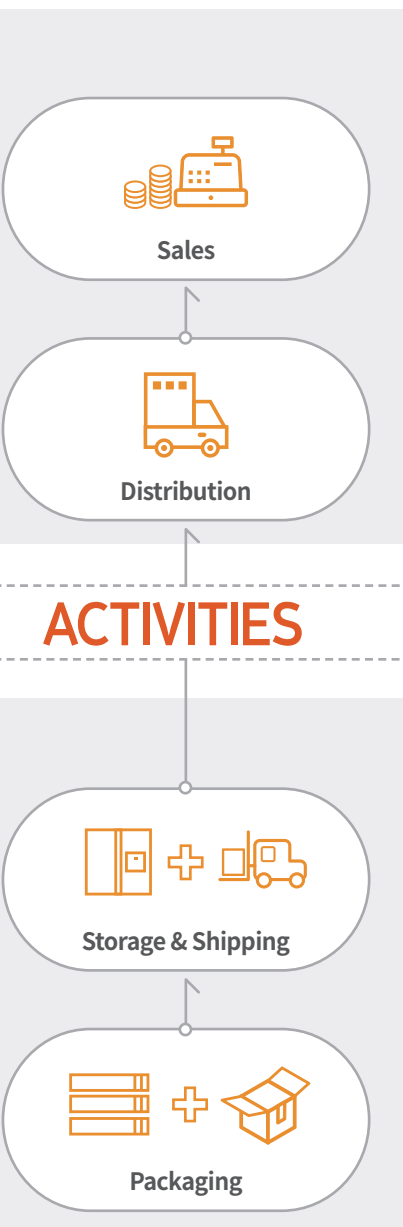 Sales
Distribution
ACTIVITIES
Storage & Shipping
Packaging